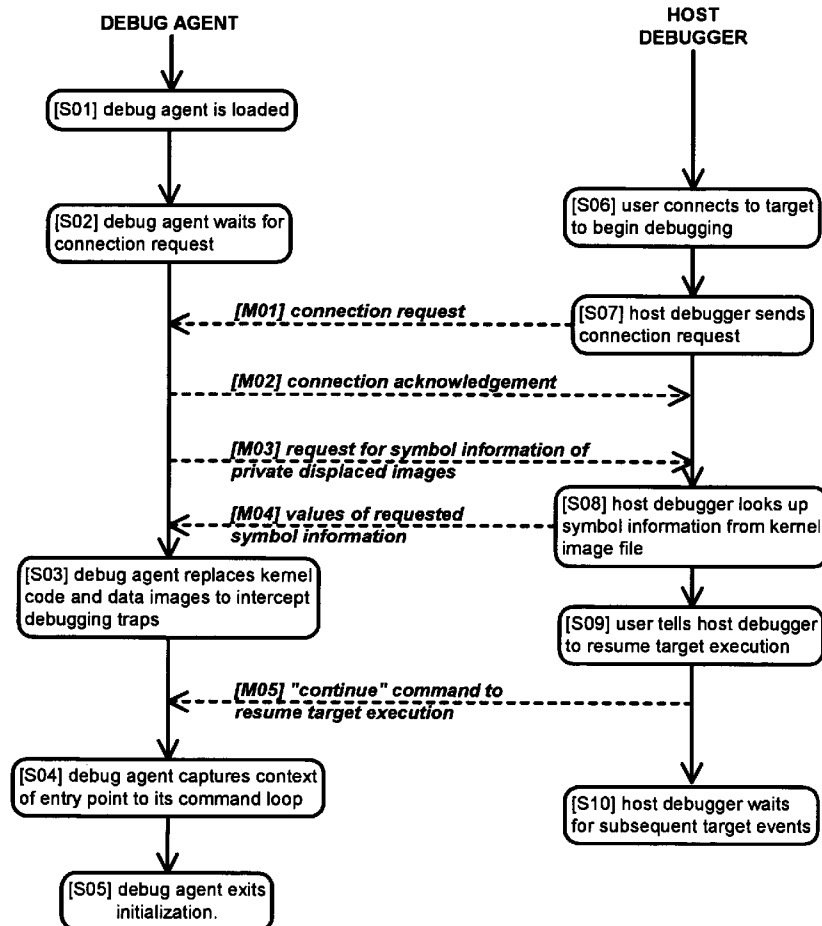 DEBUG AGENT
HOST
DEBUGGER
[S01] debug agent is loaded
[S02] debug agent waits for
connection request
[S06] user connects to target
to begin debugging
[M01] connection request
[S07] host debugger sends
connection request
[M02] connection acknowledgement
[M03] request for symbol information of
private displaced images
[M04] values of requested
symbol information
[S08] host debugger looks up
symbol information from kernel
image file
[S03] debug agent replaces kernel
code and data images to intercept
debugging traps
[S09] user tells host debugger
to resume target execution
[M05] "continue" command to
resume target execution
[S04] debug agent captures context
of entry point to its command loop
[S10] host debugger waits
for subsequent target events
[S05] debug agent exits
initialization.